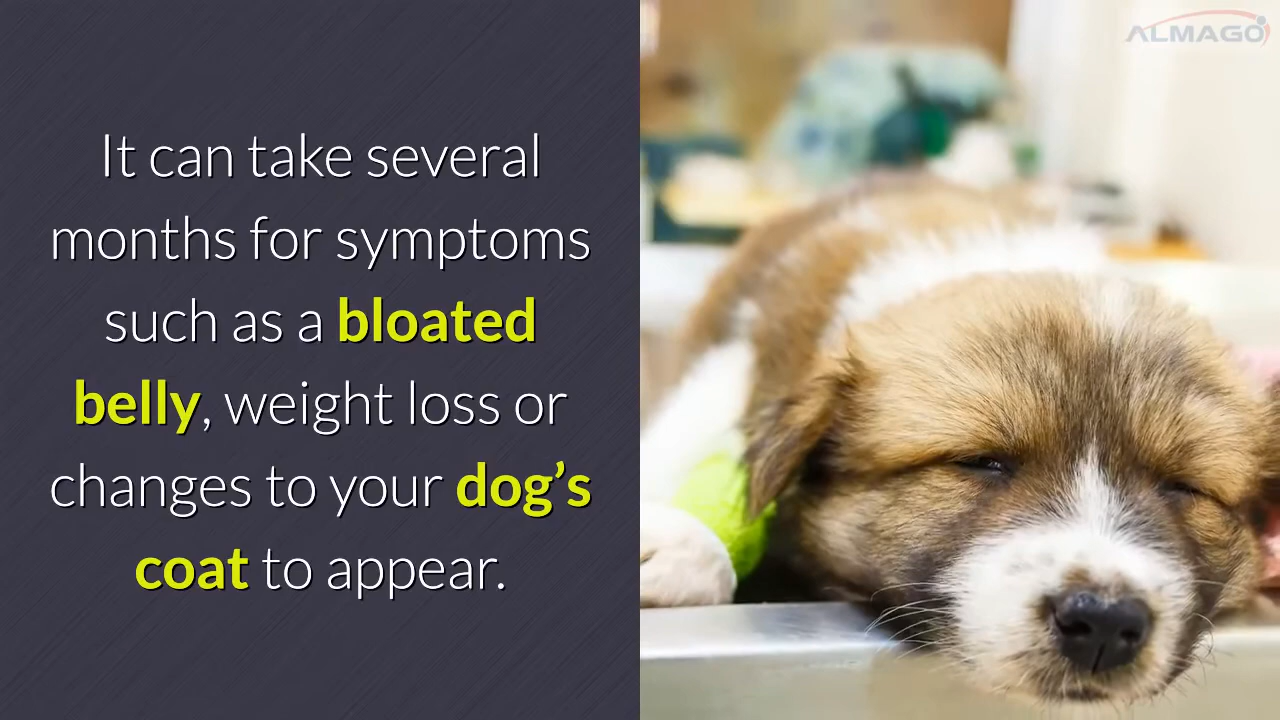 It can take several
months for symptoms
such as a bloated
belly, weight loss or
changes to your dog’s
coat to appear.
ALMAGO